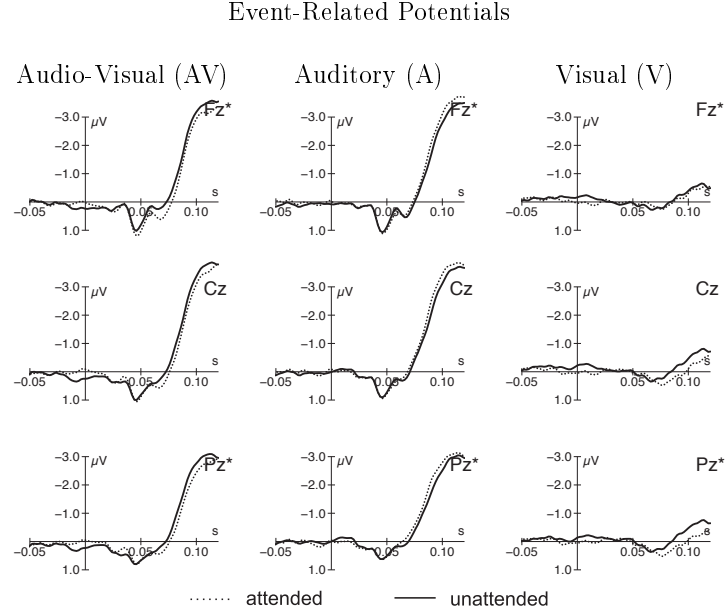 Event-Related Potentials
Audio-Visual (AV) Auditory (A) Visual (V)
Fz* Fz* Fz*
−3.0 μV −3.0 μV −3.0 μV
−2.0 −2.0 −2.0
−1.0 −1.0 −1.0
s s s
−0.05 0.05 0.10 −0.05 0.05 0.10 −0.05 0.05 0.10
1.0 1.0 1.0
Cz Cz Cz
−3.0 μV −3.0 μV −3.0 μV
−2.0 −2.0 −2.0
−1.0 −1.0 −1.0
s s s
−0.05 0.05 0.10 −0.05 0.05 0.10 −0.05 0.05 0.10
1.0 1.0 1.0
Pz* Pz* Pz*
−3.0 μV −3.0 μV −3.0 μV
−2.0 −2.0 −2.0
−1.0 −1.0 −1.0
s s s
−0.05 0.05 0.10 −0.05 0.05 0.10 −0.05 0.05 0.10
1.0 1.0 1.0
attended unattended